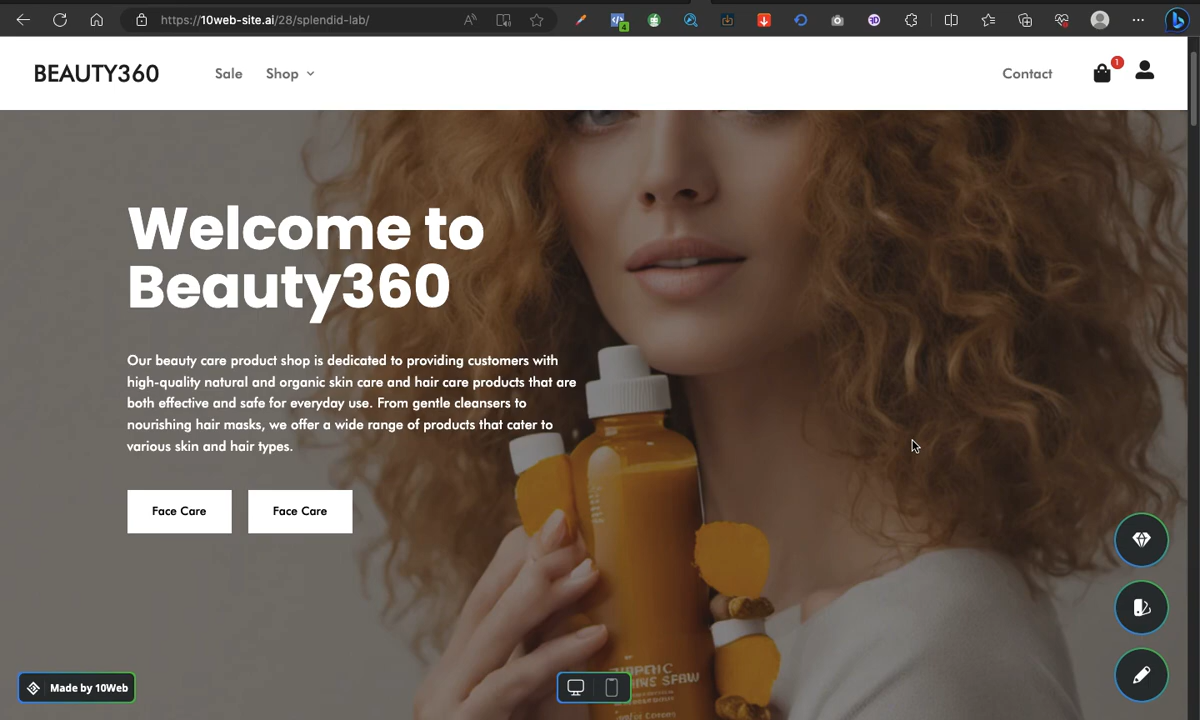 https://10web-site.ai/28/splendid-lab/
4
BEAUTY360
Sale
Shop
Contact
1
Welcome to
Beauty360
Our beauty care product shop is dedicated to providing customers with
high-quality natural and organic skin care and hair care products that are
both effective and safe for everyday use. From gentle cleansers to
nourishing hair masks, we offer a wide range of products that cater to
various skin and hair types.
Face Care
Face Care
Made by 10Web